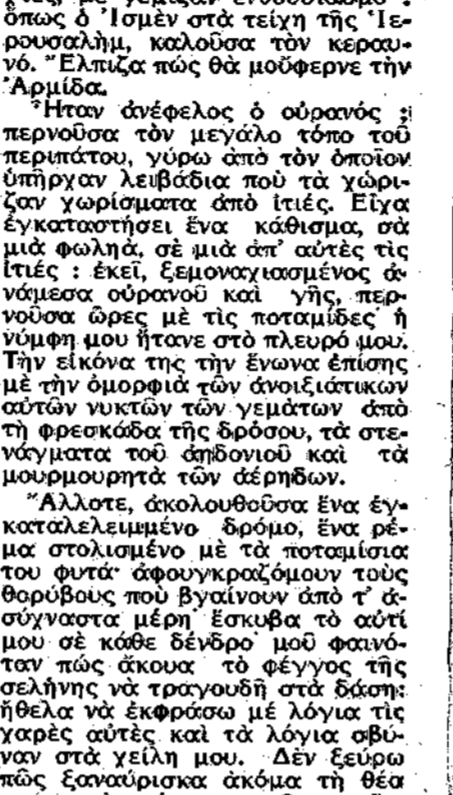 ὅπως ὁ Ἰσμὲν στὰ τείχη τῆς Ἱε-
ρουσαλὴμ, καλοῦσα τὸν κεραυ-
νό. Ἔλπιζα πώς θὰ μοὔφερνε τὴν
Ἀρμίδα.
Ἦταν ἀνέφελος ὁ οὐρανός ;
περνοῦσα τὸν μεγάλο τόπο τοῦ
περιπάτου, γύρω ἀπὸ τὸν ὁποῖον
ὑπῆρχαν λειβάδια ποὺ τὰ χώρι-
ζαν χωρίσματα ἀπὸ ἰτιές. Εἶχα
ἐγκαταστήσει ἕνα κάθισμα, σὰ
μιὰ φωληά, σὲ μιὰ ἀπ' αὐτὲς τὶς
ἰτιές : ἐκεῖ, ξεμοναχιασμένος ἀ-
νάμεσα οὐρανοῦ καὶ γῆς, περ-
νοῦσα ὧρες μὲ τὶς ποταμίδες· ἡ
νύμφη μου ἤτανε στὸ πλευρό μου.
Τὴν εἰκόνα της τὴν ἕνωνα ἐπίσης
μὲ τὴν ὀμορφιὰ τῶν ἀνοιξιάτικων
αὐτῶν νυκτῶν τῶν γεμάτων ἀπὸ
τὴ φρεσκάδα τῆς δρόσου, τὰ στε-
νάγματα τοῦ ἀηδονιοῦ καὶ τὰ
μουρμουρητὰ τῶν ἀέρηδων.
Ἄλλοτε, ἀκολουθοῦσα ἕνα ἐγ-
καταλελειμμένο δρόμο, ἕνα ρέ-
μα στολισμένο μὲ τὰ ποταμίσια
του φυτά· ἀφουγκραζόμουν τοὺς
θορύβους ποὺ βγαίνουν ἀπὸ τ' ἀ-
σύχναστα μέρη· ἔσκυβα τὸ αὐτί
μου σὲ κάθε δένδρο· μοῦ φαινό-
ταν πὼς ἄκουα τὸ φέγγος τῆς
σελήνης νὰ τραγουδῇ στὰ δάση:
ἤθελα νὰ ἐκφράσω μέ λόγια τὶς
χαρὲς αὐτὲς καὶ τὰ λόγια σβύ-
ναν στὰ χείλη μου. Δὲν ξεύρω
πῶς ξαναύρισκα ἀκόμα τὴ θέα